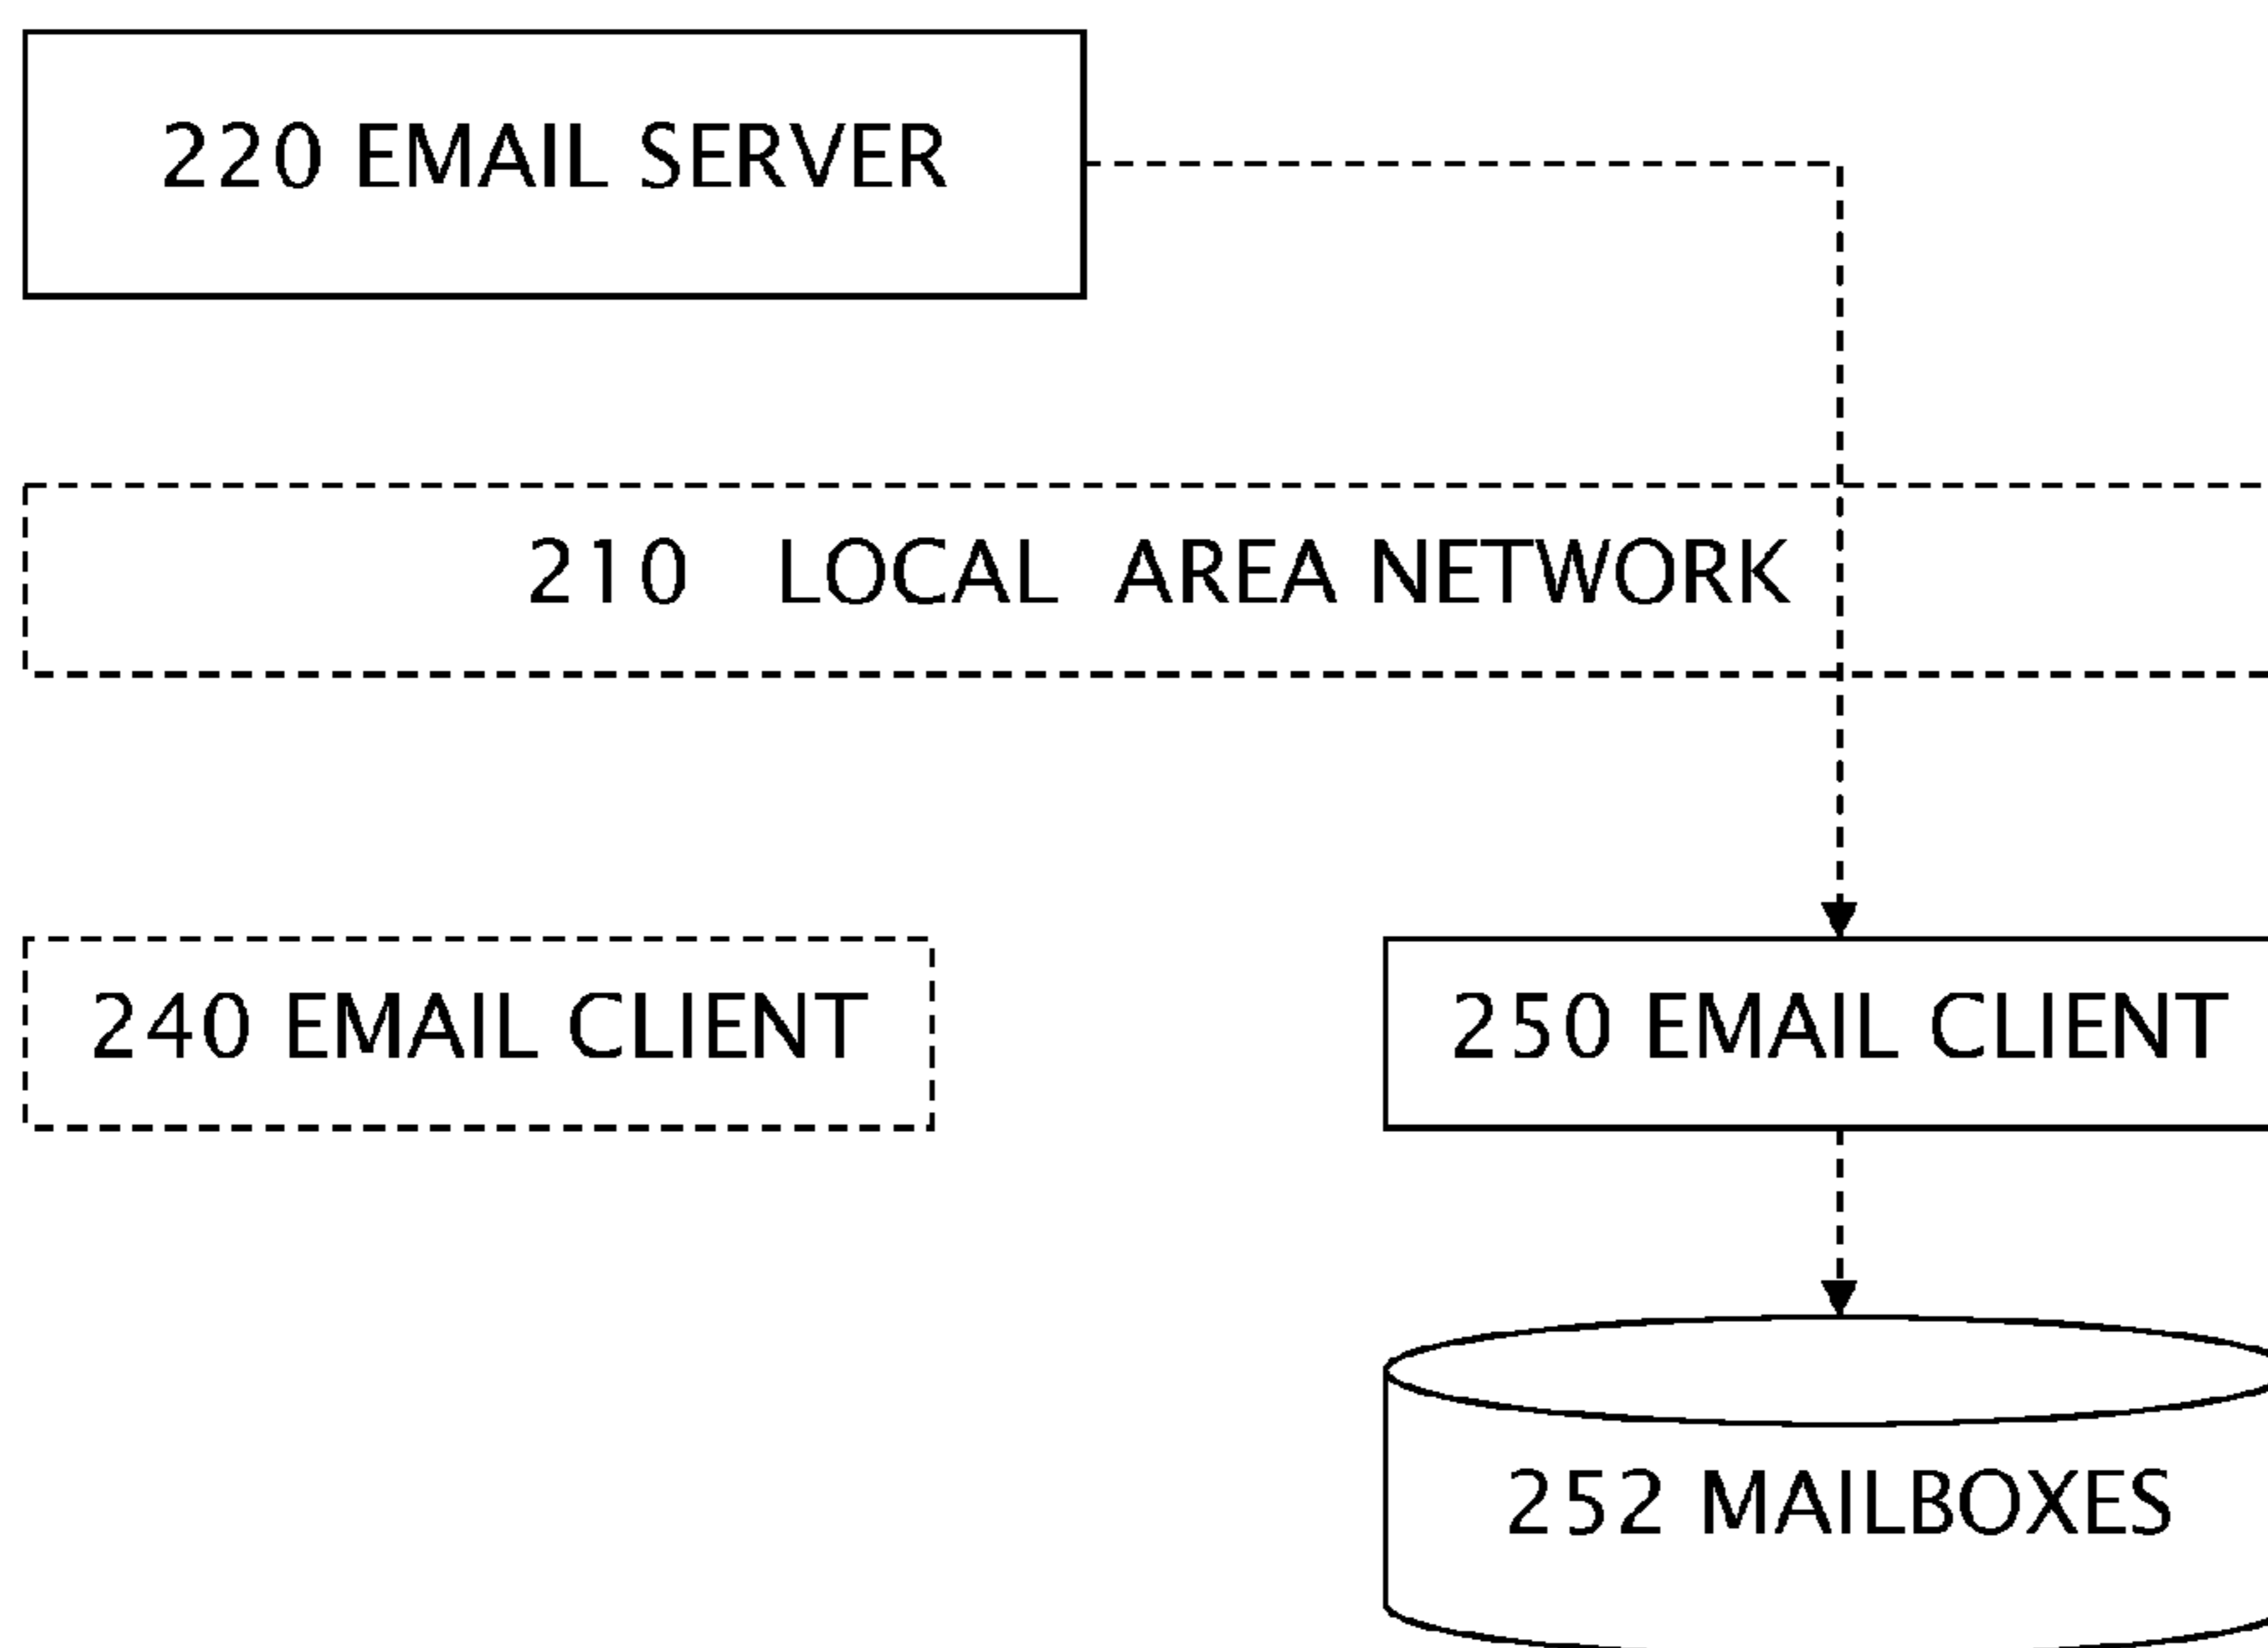 220 EMAIL SERVER
210 LOCAL AREA NETWORK
240 EMAIL CLIENT
250 EMAIL CLIENT
252 MAILBOXES